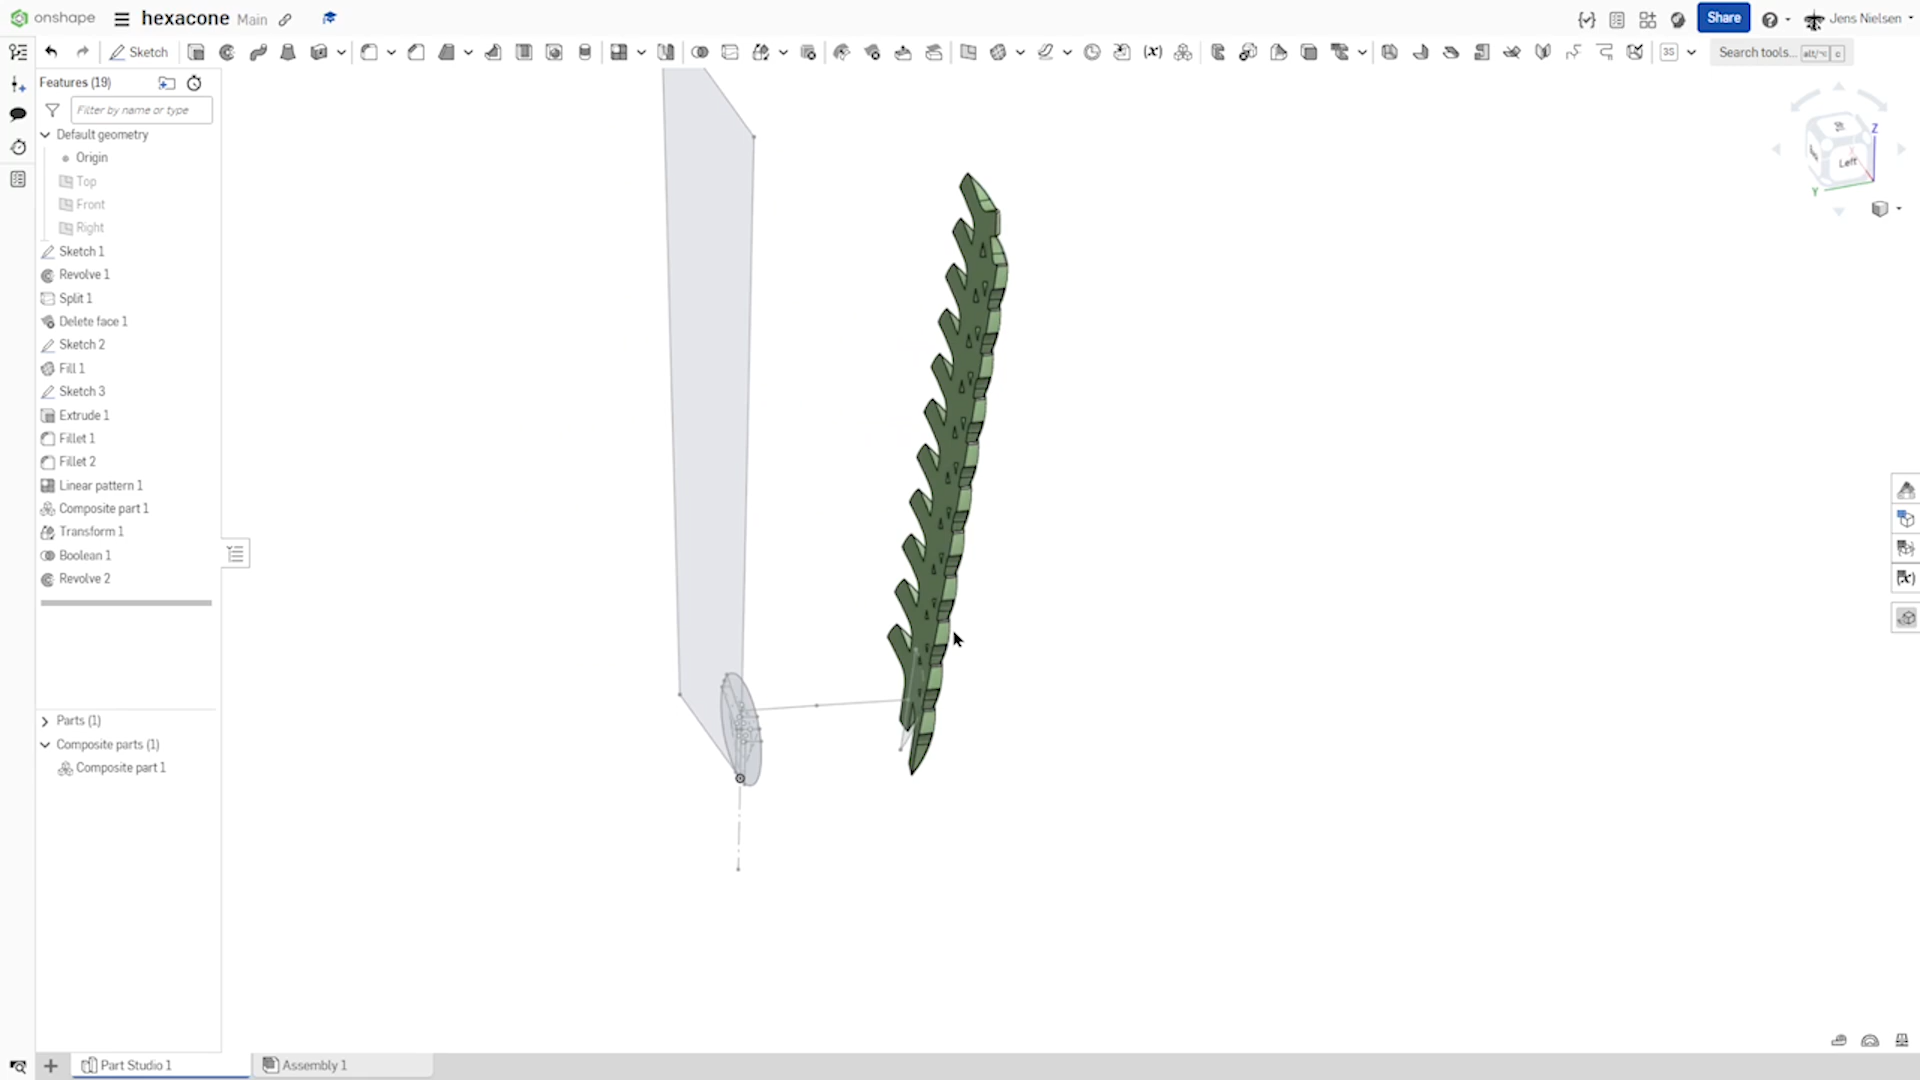 onshape
hexacone Main
Share
Jens Nielsen
Sketch
Search tools... alt/⌥ c
Features (19)
Filter by name or type
Default geometry
Origin
Top
Front
Right
Sketch 1
Revolve 1
Split 1
Delete face 1
Sketch 2
Fill 1
Sketch 3
Extrude 1
Fillet 1
Fillet 2
Linear pattern 1
Composite part 1
Transform 1
Boolean 1
Revolve 2
Parts (1)
Composite parts (1)
Composite part 1
Z
Left
Y
Part Studio 1
Assembly 1